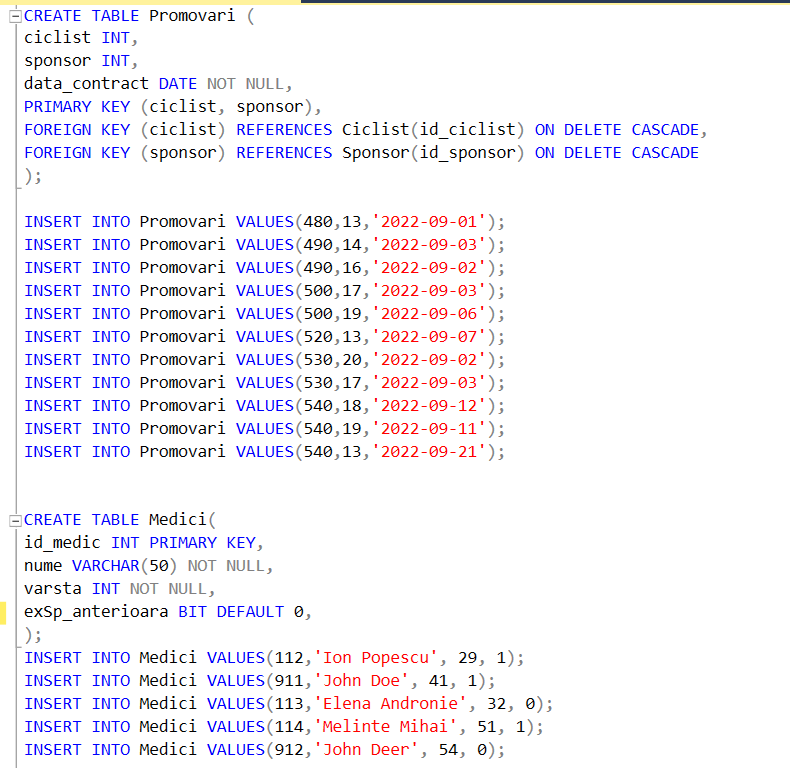 CREATE TABLE Promovari (
ciclist INT,
sponsor INT,
data_contract DATE NOT NULL,
PRIMARY KEY (ciclist, sponsor),
FOREIGN KEY (ciclist) REFERENCES Ciclist(id_ciclist) ON DELETE CASCADE,
FOREIGN KEY (sponsor) REFERENCES Sponsor(id_sponsor) ON DELETE CASCADE
);
INSERT INTO Promovari VALUES(480,13,'2022-09-01');
INSERT INTO Promovari VALUES(490,14,'2022-09-03');
INSERT INTO Promovari VALUES(490,16,'2022-09-02');
INSERT INTO Promovari VALUES(500,17,'2022-09-03');
INSERT INTO Promovari VALUES(500,19,'2022-09-06');
INSERT INTO Promovari VALUES(520,13,'2022-09-07');
INSERT INTO Promovari VALUES(530,20,'2022-09-02');
INSERT INTO Promovari VALUES(530,17,'2022-09-03');
INSERT INTO Promovari VALUES(540,18,'2022-09-12');
INSERT INTO Promovari VALUES(540,19,'2022-09-11');
INSERT INTO Promovari VALUES(540,13,'2022-09-21');
CREATE TABLE Medici(
id_medic INT PRIMARY KEY,
nume VARCHAR(50) NOT NULL,
varsta INT NOT NULL,
exSp_anterioara BIT DEFAULT 0,
);
INSERT INTO Medici VALUES(112,'Ion Popescu', 29, 1);
INSERT INTO Medici VALUES(911,'John Doe', 41, 1);
INSERT INTO Medici VALUES(113,'Elena Andronie', 32, 0);
INSERT INTO Medici VALUES(114,'Melinte Mihai', 51, 1);
INSERT INTO Medici VALUES(912,'John Deer', 54, 0);